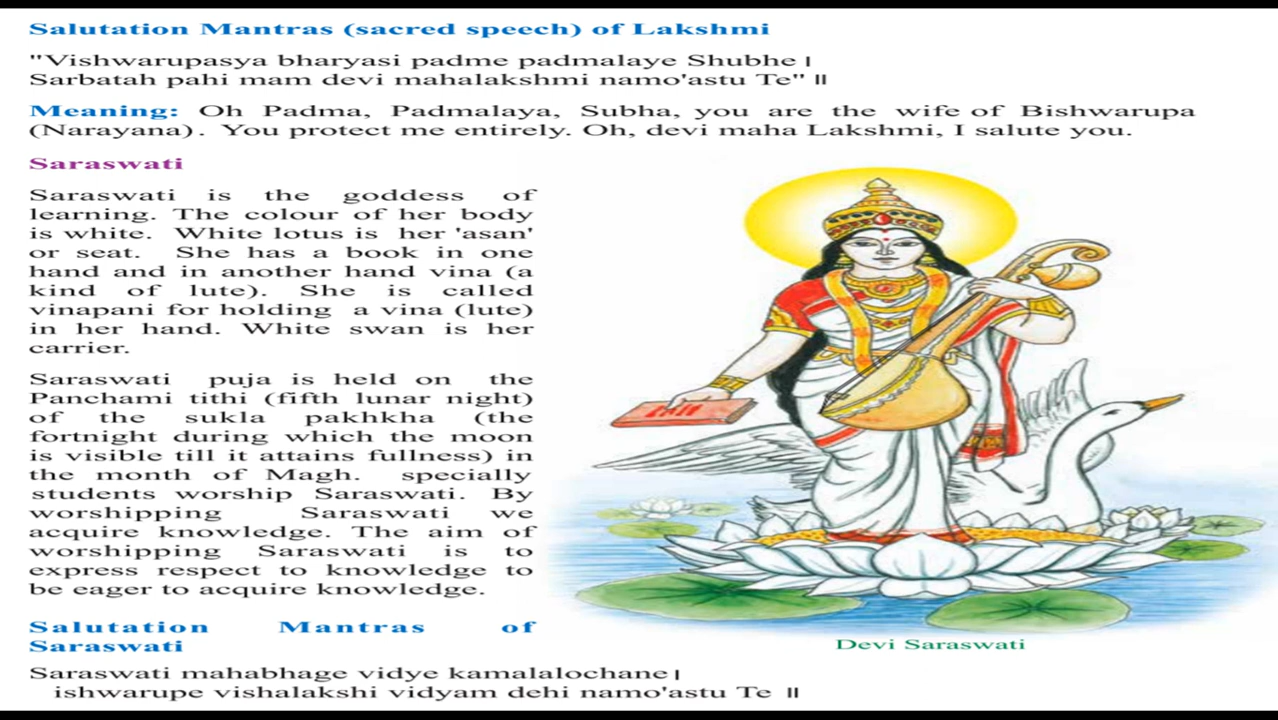 Salutation Mantras (sacred speech) of Lakshmi
"Vishwarupasya bharyasi padme padmalaye Shubhe ।
Sarbatah pahi mam devi mahalakshmi namo'astu Te" ॥
Meaning: Oh Padma, Padmalaya, Subha, you are the wife of Bishwarupa
(Narayana). You protect me entirely. Oh, devi maha Lakshmi, I salute you.
Saraswati
Saraswati is the goddess of
learning. The colour of her body
is white. White lotus is her 'asan'
or seat. She has a book in one
hand and in another hand vina (a
kind of lute). She is called
vinapani for holding a vina (lute)
in her hand. White swan is her
carrier.
Saraswati puja is held on the
Panchami tithi (fifth lunar night)
of the sukla pakhkha (the
fortnight during which the moon
is visible till it attains fullness) in
the month of Magh. specially
students worship Saraswati. By
worshipping Saraswati we
acquire knowledge. The aim of
worshipping Saraswati is to
express respect to knowledge to
be eager to acquire knowledge.
Salutation Mantras of
Saraswati
Saraswati mahabhage vidye kamalalochane।
ishwarupe vishalakshi vidyam dehi namo'astu Te ॥
Devi Saraswati